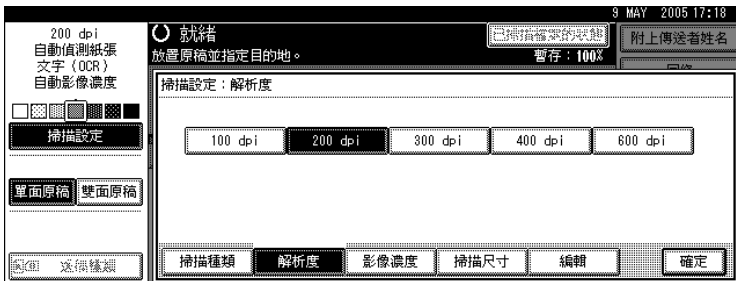 9 MAY 2005 17:18
200 dpi
自動偵測紙張
文字 (OCR)
自動影像濃度
就緒
已掃描檔案的狀態
附上傳送者姓名
放置原稿並指定目的地。
暫存:100%
掃描設定:解析度
掃描設定
100 dpi
200 dpi
300 dpi
400 dpi
600 dpi
單面原稿
雙面原稿
掃描種類
解析度
影像濃度
掃描尺寸
編輯
確定